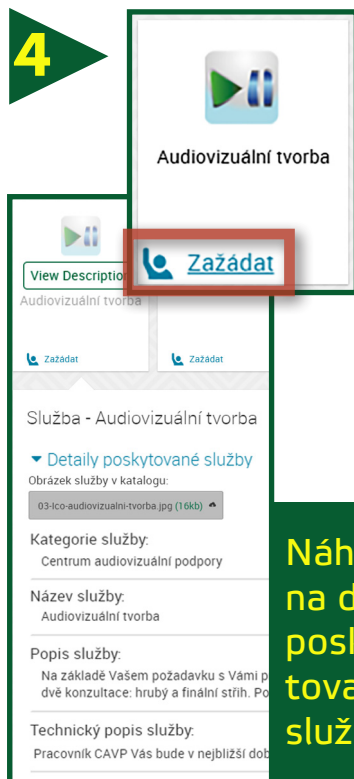 4
Audiovizuální tvorba
Zažádat
View Description
Audiovizuální tvorba
Zažádat
Zažádat
Služba - Audiovizuální tvorba
Detaily poskytované služby
Obrázek služby v katalogu:
03-Ico-audiovizualni-tvorba.jpg (16kb)
Kategorie služby:
Centrum audiovizuální podpory
Název služby:
Audiovizuální tvorba
Popis služby:
Na základě Vašem požadavku s Vámi p
dvě konzultace: hrubý a finální střih. Po
Technický popis služby:
Pracovník CAVP Vás bude v nejbližší dob
Náh
na d
posk
tova
služ